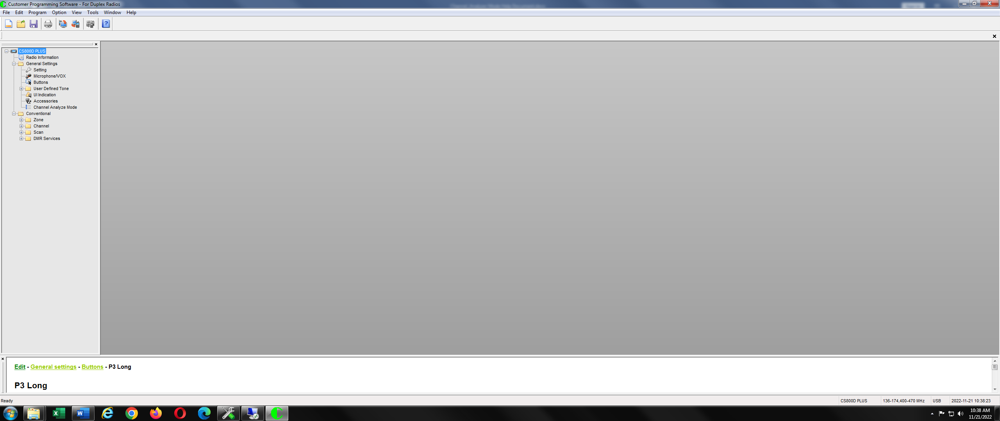 Customer Programming Software - For Duplex Radios
File Edit Program Option View Tools Window Help
CS800D PLUS
Radio Information
General Settings
Setting
Microphone/VOX
Buttons
User Defined Tone
UI Indication
Accessories
Channel Analyze Mode
Conventional
Zone
Channel
Scan
DMR Services
Edit - General settings - Buttons - P3 Long
P3 Long
Ready CS800D PLUS 136-174,400-470 MHz USB 2022-11-21 10:38:23
10:38 AM
11/21/2022